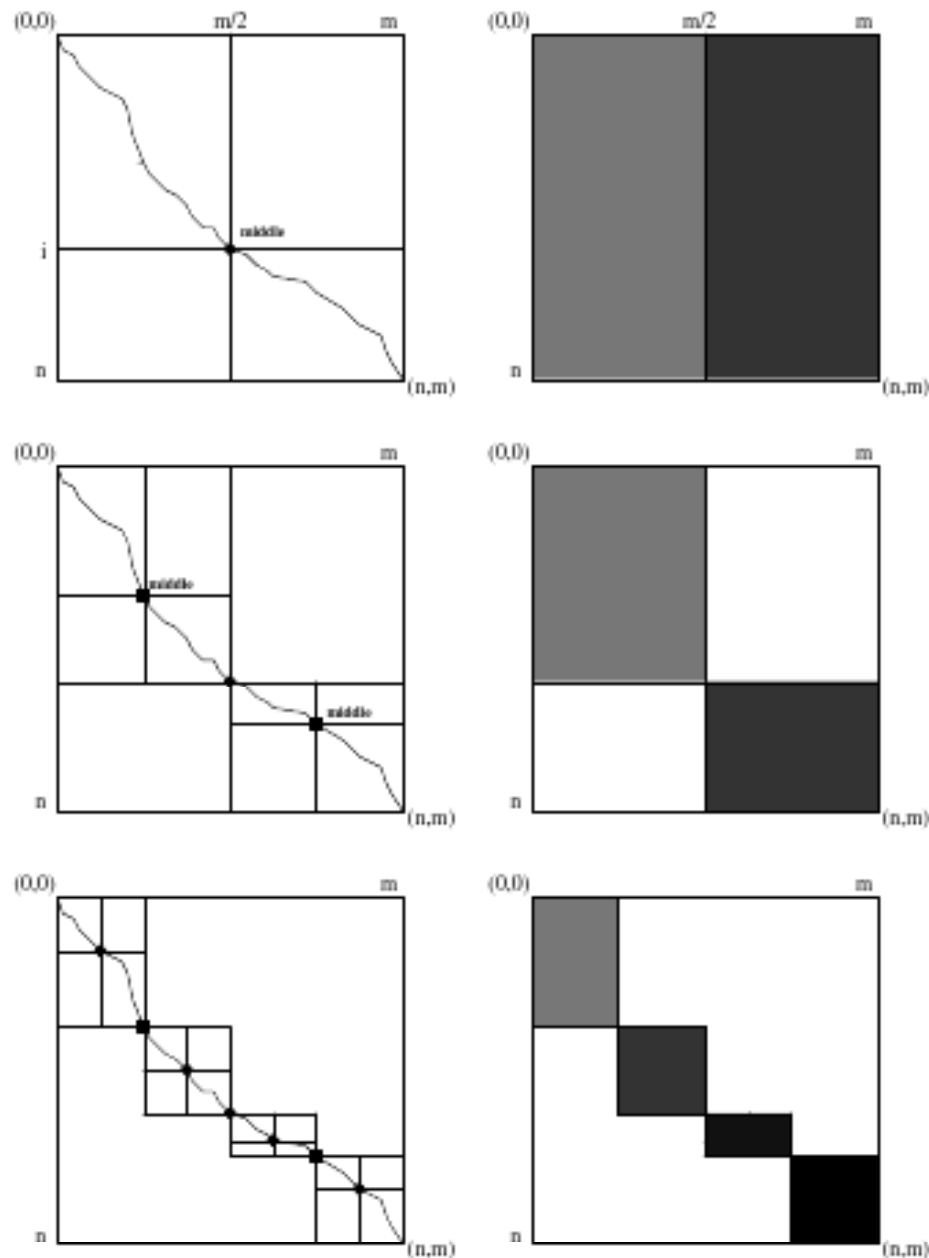 (0,0) m/2 m (0,0) m/2 m
middle
i
n n
(n,m) (n,m)
(0,0) m (0,0) m
middle
middle
n n
(n,m) (n,m)
(0,0) m (0,0) m
n n
(n,m) (n,m)